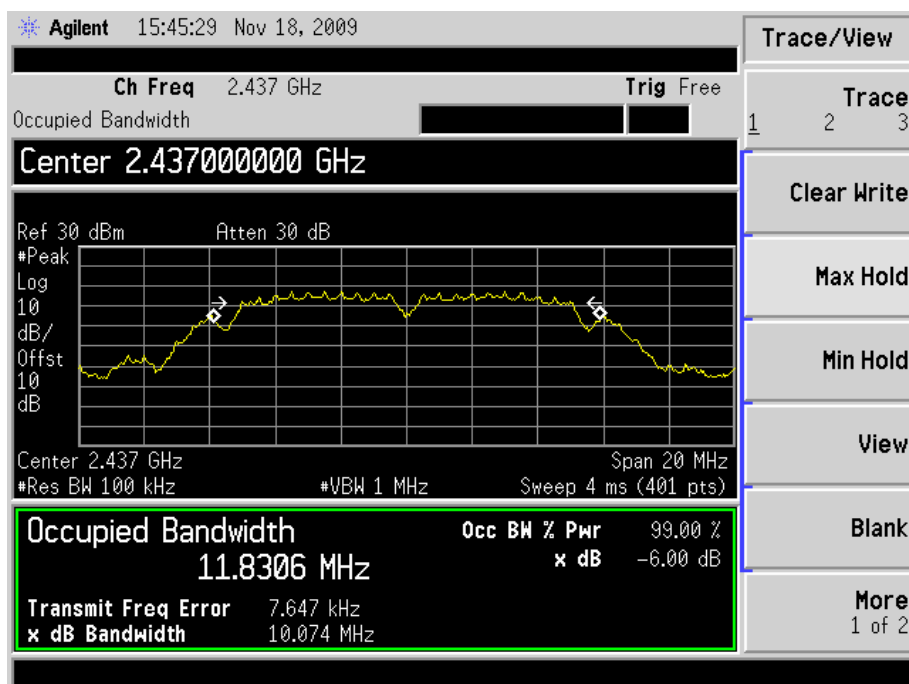 Agilent 15:45:29 Nov 18, 2009
Trace/View
Ch Freq 2.437 GHz Trig Free
Occupied Bandwidth
Trace
1 2 3
Center 2.437000000 GHz
Clear Write
Ref 30 dBm Atten 30 dB
#Peak
Log
10
dB/
Offst
10
dB
Max Hold
Min Hold
View
Center 2.437 GHz Span 20 MHz
#Res BW 100 kHz #VBW 1 MHz Sweep 4 ms (401 pts)
Occupied Bandwidth Occ BW % Pwr 99.00 %
11.8306 MHz x dB -6.00 dB
Blank
Transmit Freq Error 7.647 kHz
x dB Bandwidth 10.074 MHz
More
1 of 2